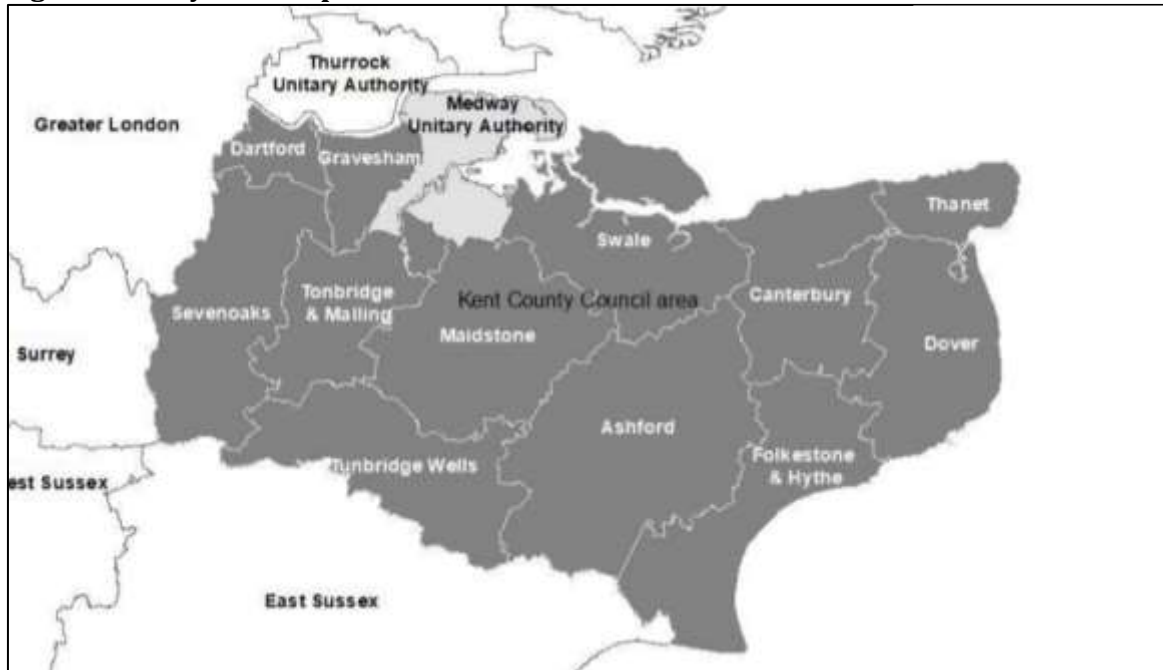 Thurrock
Unitary Authority
Medway
Unitary Authority
Greater London
Dartford
Gravesham
Thanet
Swale
Sevenoaks
Tonbridge
& Malling
Kent County Council area
Canterbury
Maidstone
Dover
Surrey
Ashford
Folkestone
& Hythe
Tunbridge Wells
est Sussex
East Sussex